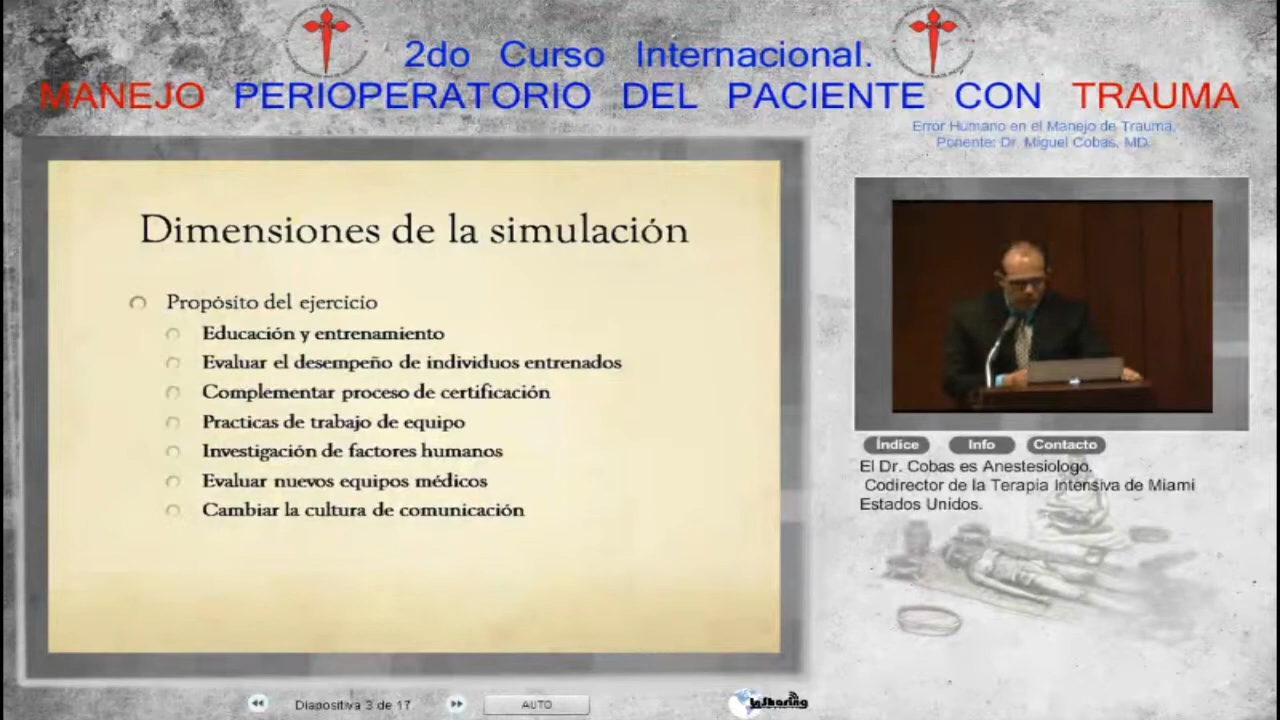 2do Curso Internacional.
MANEJO PERIOPERATORIO DEL PACIENTE CON TRAUMA
Error Humano en el Manejo de Trauma.
Ponente: Dr. Miguel Cobas, MD.
Dimensiones de la simulación
Propósito del ejercicio
Educación y entrenamiento
Evaluar el desempeño de individuos entrenados
Complementar proceso de certificación
Practicas de trabajo de equipo
Investigación de factores humanos
Evaluar nuevos equipos médicos
Cambiar la cultura de comunicación
Índice Info Contacto
El Dr. Cobas es Anestesiologo.
Codirector de la Terapia Intensiva de Miami
Estados Unidos.
Diapositiva 3 de 17
AUTO
InSharing